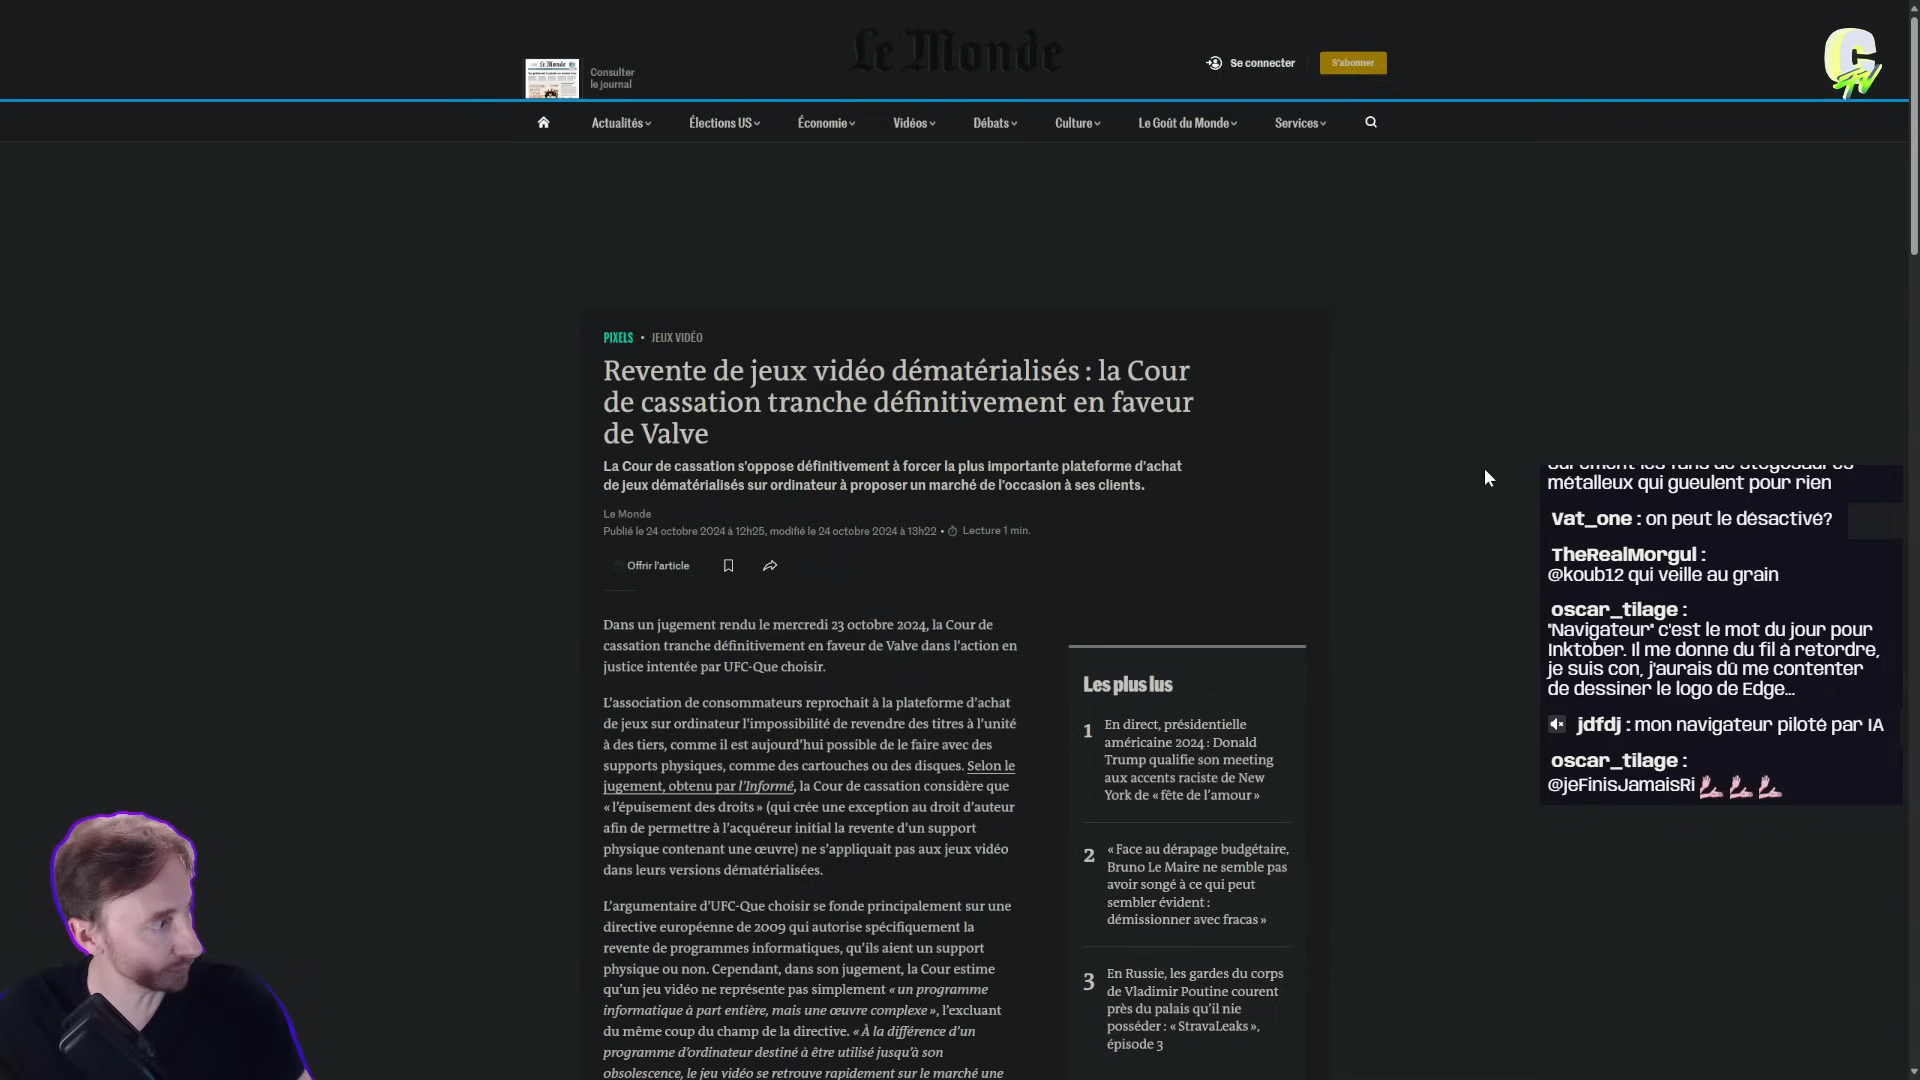 Le Monde
Consulter
le journal
Se connecter
S'abonner
Actualités
Élections US
Économie
Vidéos
Débats
Culture
Le Goût du Monde
Services
PIXELS • JEUX VIDÉO
Revente de jeux vidéo dématérialisés : la Cour
de cassation tranche définitivement en faveur
de Valve
La Cour de cassation s'oppose définitivement à forcer la plus importante plateforme d'achat
de jeux dématérialisés sur ordinateur à proposer un marché de l'occasion à ses clients.
Le Monde
Publié le 24 octobre 2024 à 12h25, modifié le 24 octobre 2024 à 13h22 • Lecture 1 min.
Offrir l'article
Dans un jugement rendu le mercredi 23 octobre 2024, la Cour de
cassation tranche définitivement en faveur de Valve dans l'action en
justice intentée par UFC-Que choisir.
L'association de consommateurs reprochait à la plateforme d'achat
de jeux sur ordinateur l'impossibilité de revendre des titres à l'unité
à des tiers, comme il est aujourd'hui possible de le faire avec des
supports physiques, comme des cartouches ou des disques. Selon le
jugement, obtenu par l'Informé, la Cour de cassation considère que
« l'épuisement des droits » (qui crée une exception au droit d'auteur
afin de permettre à l'acquéreur initial la revente d'un support
physique contenant une œuvre) ne s'appliquait pas aux jeux vidéo
dans leurs versions dématérialisées.
L'argumentaire d'UFC-Que choisir se fonde principalement sur une
directive européenne de 2009 qui autorise spécifiquement la
revente de programmes informatiques, qu'ils aient un support
physique ou non. Cependant, dans son jugement, la Cour estime
qu'un jeu vidéo ne représente pas simplement « un programme
informatique à part entière, mais une œuvre complexe », l'excluant
du même coup du champ de la directive. « À la différence d'un
programme d'ordinateur destiné à être utilisé jusqu'à son
obsolescence, le jeu vidéo se retrouve rapidement sur le marché une
Les plus lus
1 En direct, présidentielle
américaine 2024 : Donald
Trump qualifie son meeting
aux accents raciste de New
York de « fête de l'amour »
2 « Face au dérapage budgétaire,
Bruno Le Maire ne semble pas
avoir songé à ce qui peut
sembler évident :
démissionner avec fracas »
3 En Russie, les gardes du corps
de Vladimir Poutine courent
près du palais qu'il nie
posséder : « StravaLeaks »,
épisode 3
métalleux qui gueulent pour rien
Vat_one : on peut le désactivé?
TheRealMorgul :
@koub12 qui veille au grain
oscar_tilage :
"Navigateur" c'est le mot du jour pour
Inktober. Il me donne du fil à retordre,
je suis con, j'aurais dû me contenter
de dessiner le logo de Edge...
jdfdj : mon navigateur piloté par IA
oscar_tilage :
@jeFinisJamaisRi